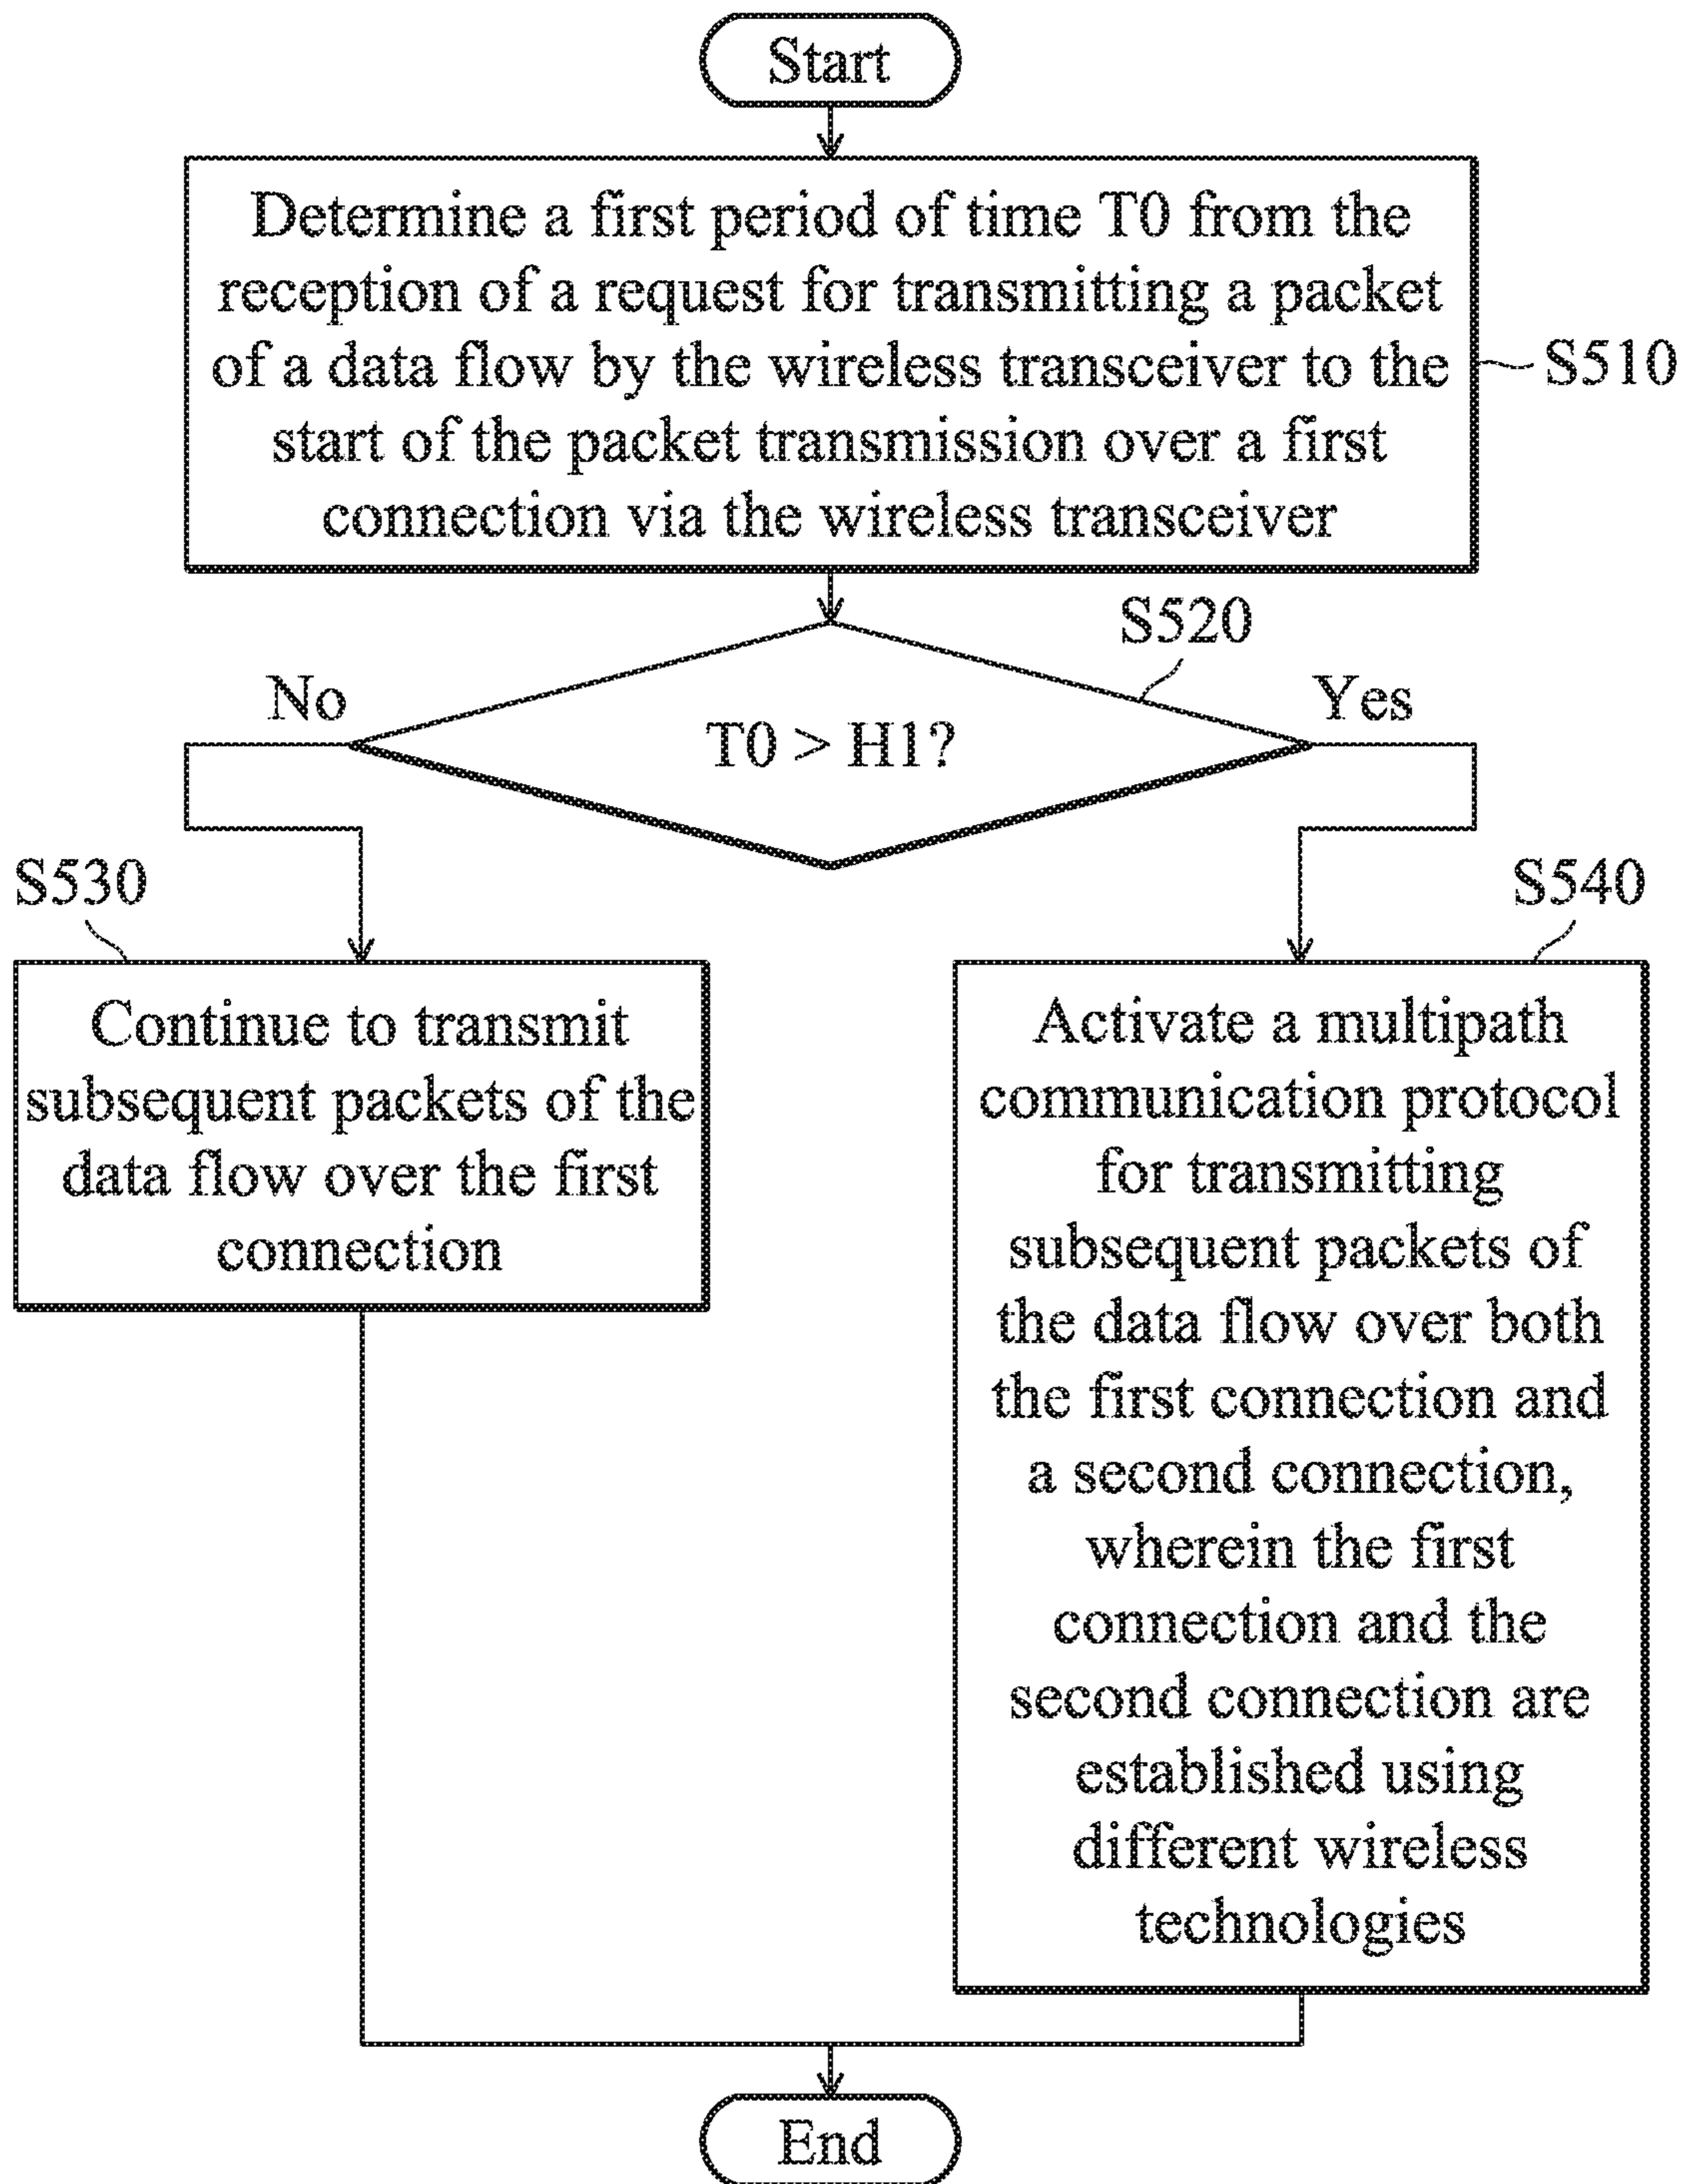 Start
Determine a first period of time T0 from the
reception of a request for transmitting a packet
of a data flow by the wireless transceiver to the
start of the packet transmission over a first
connection via the wireless transceiver
S510
S520
No
Yes
T0 > H1?
S530
S540
Continue to transmit
subsequent packets of the
data flow over the first
connection
Activate a multipath
communication protocol
for transmitting
subsequent packets of
the data flow over both
the first connection and
a second connection,
wherein the first
connection and the
second connection are
established using
different wireless
technologies
End